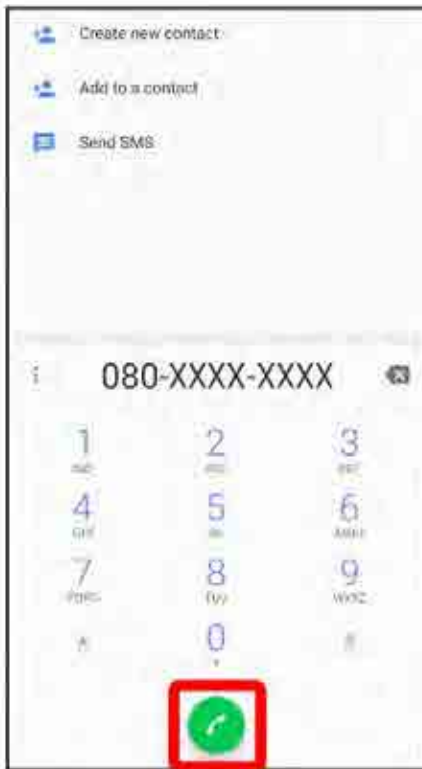 Create new contact
Add to a contact
Send SMS
080-XXXX-XXXX
1 2 3
4 5 6
7 8 9
0